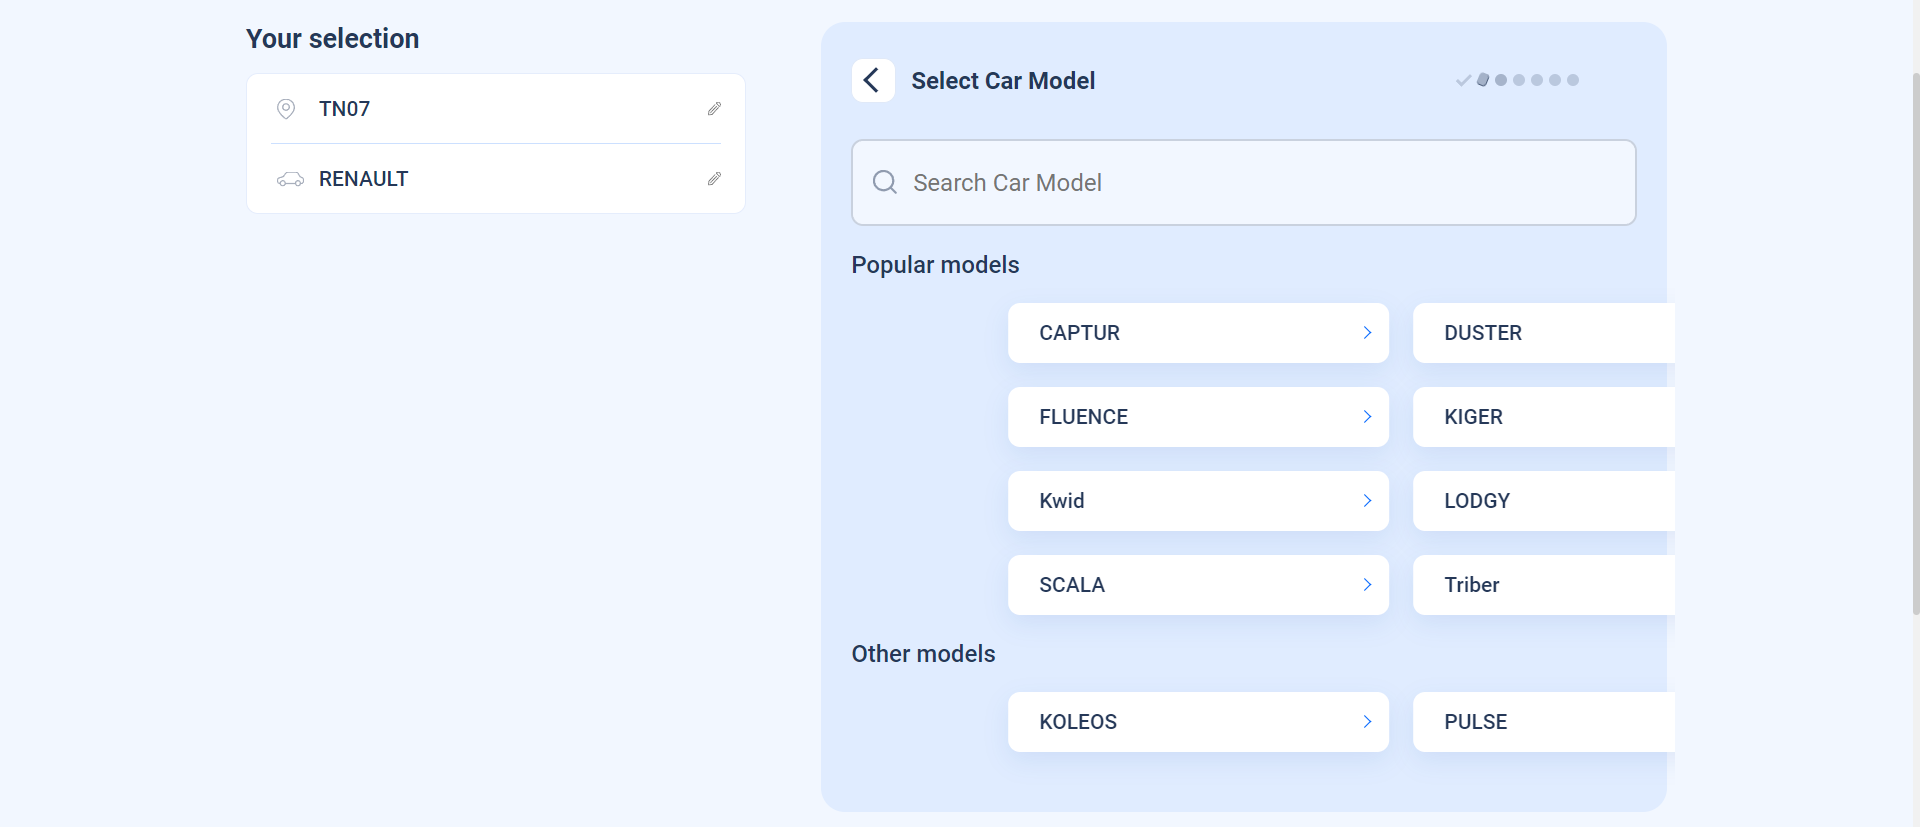 Your selection
TN07
RENAULT
Select Car Model
Search Car Model
Popular models
CAPTUR
DUSTER
FLUENCE
KIGER
Kwid
LODGY
SCALA
Triber
Other models
KOLEOS
PULSE